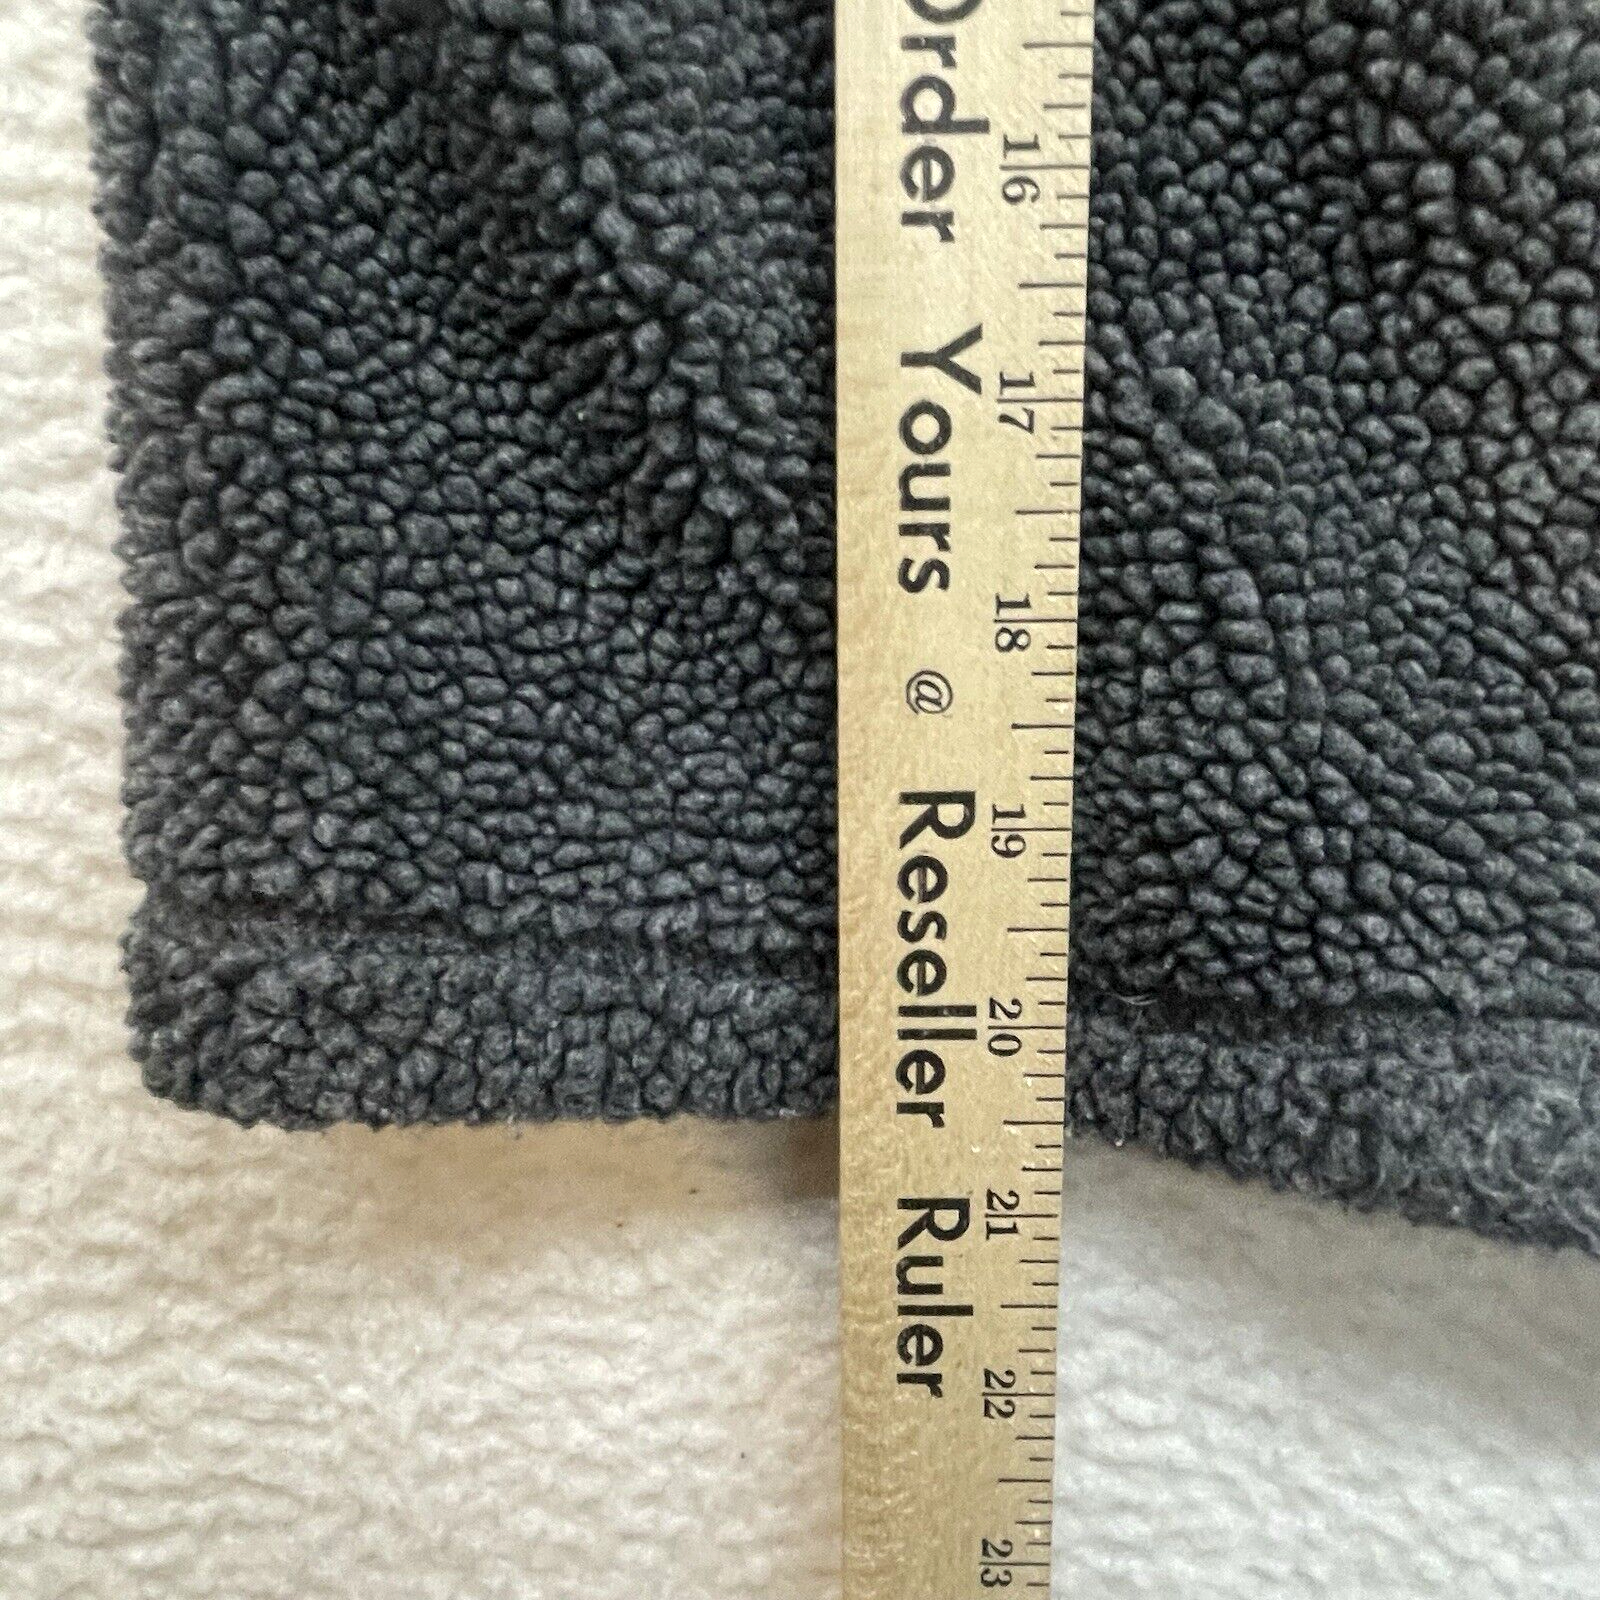 Order Yours @ Reseller Ruler
16 17 18 19 20 21 22 23